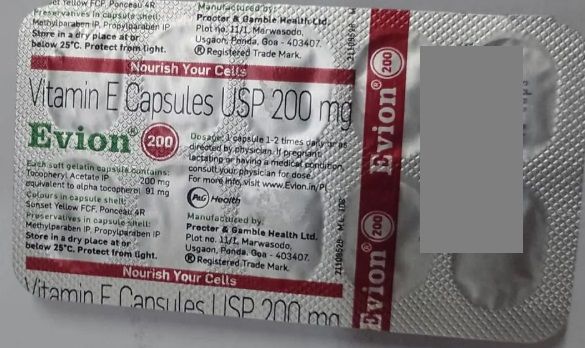 Sunset Yellow FCF, Ponceau 4R
Preservatives in capsule shell:
Methylparaben IP, Propylparaben IP
Store in a dry place at or
below 25°C. Protect from light.
Manufactured by:
Procter & Gamble Health Ltd.
Plot no. 11/1, Marwasodo,
Usgaon, Ponda, Goa - 403407.
® Registered Trade Mark.
Nourish Your Cells
Vitamin E Capsules USP 200 mg
Evion® 200
Each soft gelatin capsule contains:
Tocopheryl Acetate IP 200 mg
equivalent to alpha tocopherol 91 mg
Colours in capsule shell:
Sunset Yellow FCF, Ponceau 4R
Preservatives in capsule shell:
Methylparaben IP, Propylparaben IP
Store in a dry place at or
below 25°C. Protect from light.
Dosage: 1 capsule 1-2 times daily or as
directed by physician. If pregnant,
lactating or having a medical condition
consult your physician for dose.
For more info, visit www.Evion.in/PI
P&G Health
Manufactured by:
Procter & Gamble Health Ltd.
Plot no. 11/1, Marwasodo,
Usgaon, Ponda, Goa - 403407.
® Registered Trade Mark.
Nourish Your Cells
Vitamin E Capsules USP 200 mg
Evion® 200
Evion® 200